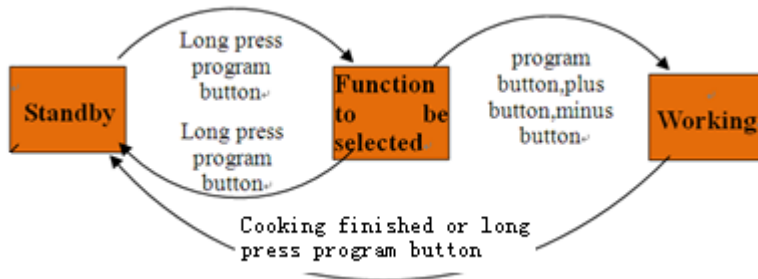 Long press
program
button
Standby
Long press
program
button
Function
to be
selected
program
button,plus
button,minus
button
Working
Cooking finished or long
press program button